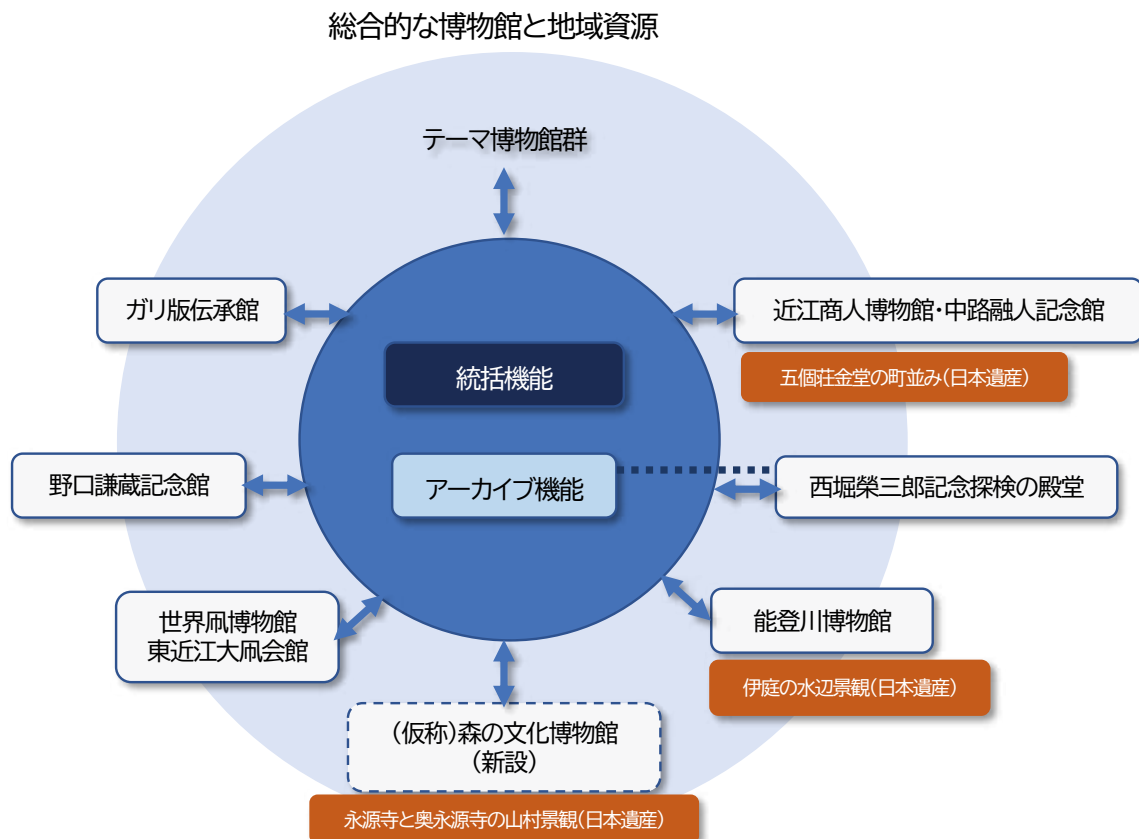 総合的な博物館と地域資源
テーマ博物館群
ガリ版伝承館
近江商人博物館・中路融人記念館
統括機能
五個荘金堂の町並み(日本遺産)
野口謙蔵記念館
アーカイブ機能
西堀榮三郎記念探検の殿堂
世界凧博物館
東近江大凧会館
能登川博物館
伊庭の水辺景観(日本遺産)
(仮称)森の文化博物館
(新設)
永源寺と奥永源寺の山村景観(日本遺産)